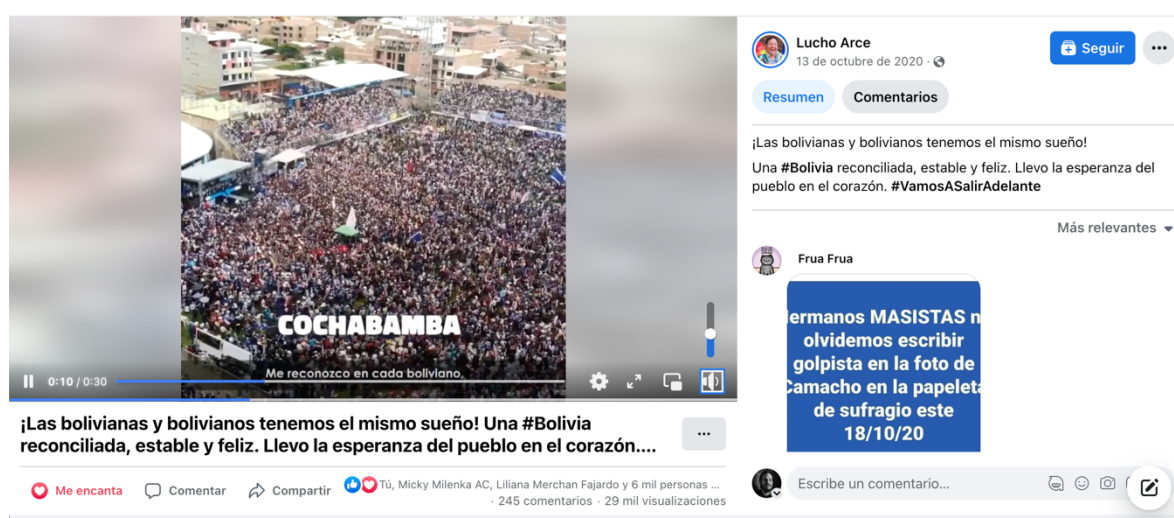 COCHABAMBA
Me reconozco en cada boliviano,
0:10 / 0:30
¡Las bolivianas y bolivianos tenemos el mismo sueño! Una #Bolivia
reconciliada, estable y feliz. Llevo la esperanza del pueblo en el corazón....
Me encanta
Comentar
Compartir
Tú, Micky Milenka AC, Liliana Merchan Fajardo y 6 mil personas ...
· 245 comentarios · 29 mil visualizaciones
Lucho Arce
13 de octubre de 2020 ·
Seguir
Resumen
Comentarios
¡Las bolivianas y bolivianos tenemos el mismo sueño!
Una #Bolivia reconciliada, estable y feliz. Llevo la esperanza del
pueblo en el corazón. #VamosASalirAdelante
Más relevantes
Frua Frua
ermanos MASISTAS n
olvidemos escribir
golpista en la foto de
Camacho en la papeleta
de sufragio este
18/10/20
Escribe un comentario...